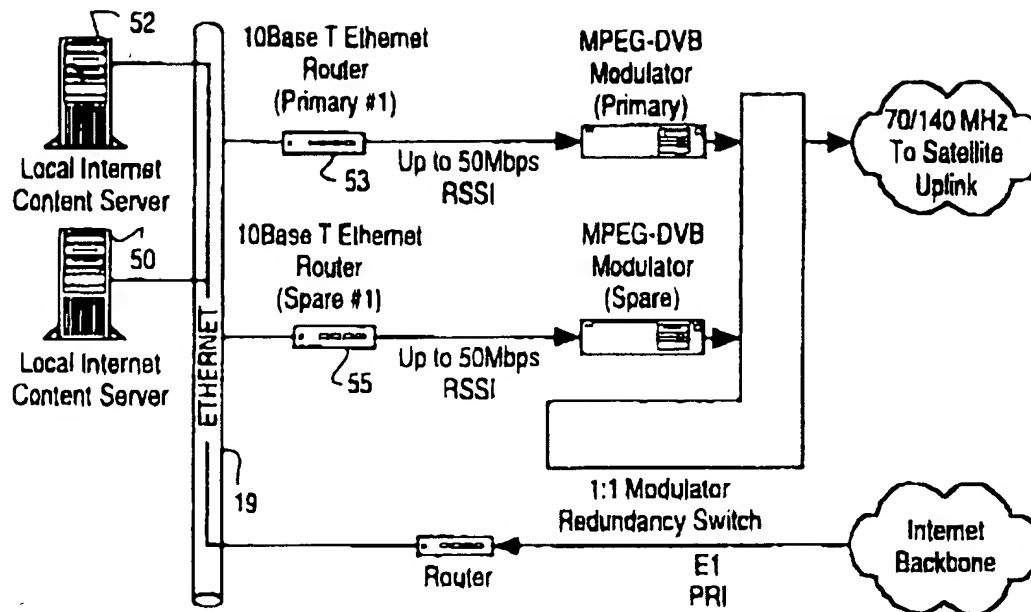 52
Local Internet
Content Server
50
Local Internet
Content Server
ETHERNET
19
10Base T Ethernet
Router
(Primary #1)
53
Up to 50Mbps
RSSI
MPEG-DVB
Modulator
(Primary)
70/140 MHz
To Satellite
Uplink
10Base T Ethernet
Router
(Spare #1)
55
Up to 50Mbps
RSSI
MPEG-DVB
Modulator
(Spare)
1:1 Modulator
Redundancy Switch
Router
E1
PRI
Internet
Backbone